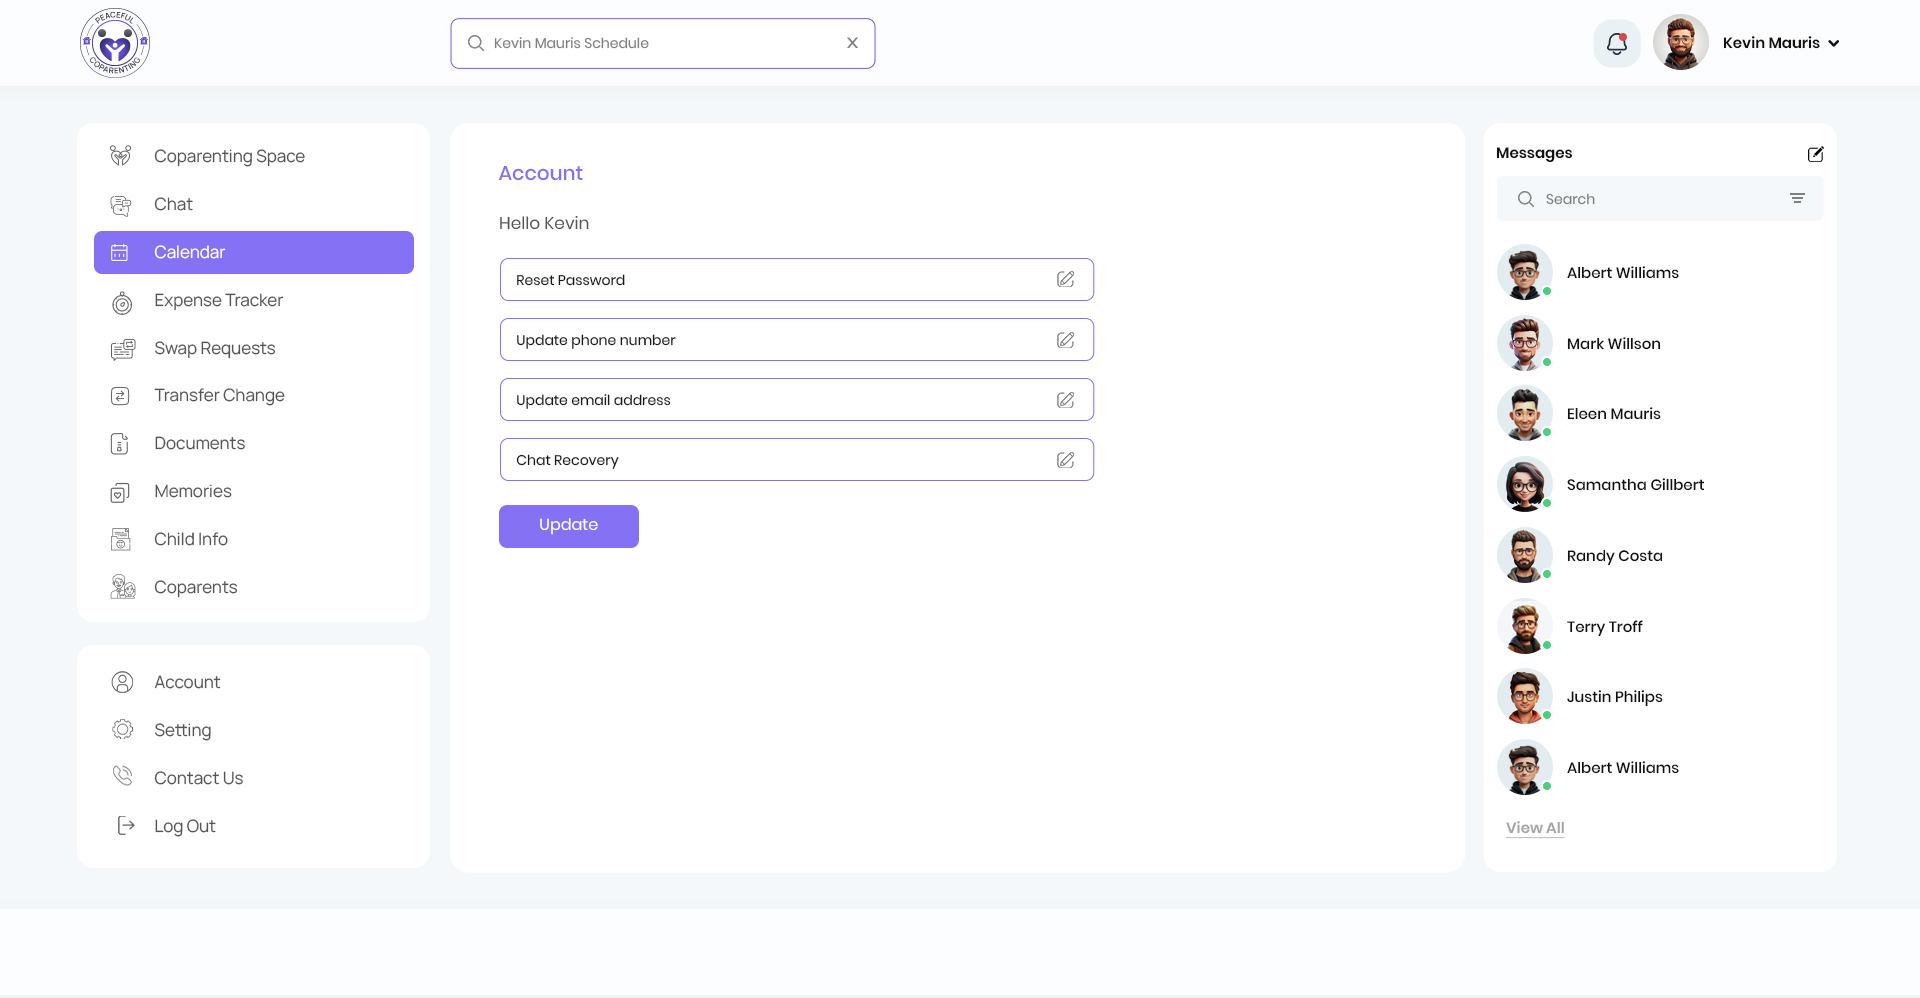 PEACEFUL
COPARENTING
Kevin Mauris Schedule
X
Kevin Mauris
Coparenting Space
Chat
Calendar
Expense Tracker
Swap Requests
Transfer Change
Documents
Memories
Child Info
Coparents
Account
Setting
Contact Us
Log Out
Account
Hello Kevin
Reset Password
Update phone number
Update email address
Chat Recovery
Update
Messages
Search
Albert Williams
Mark Willson
Eleen Mauris
Samantha Gillbert
Randy Costa
Terry Troff
Justin Philips
Albert Williams
View All